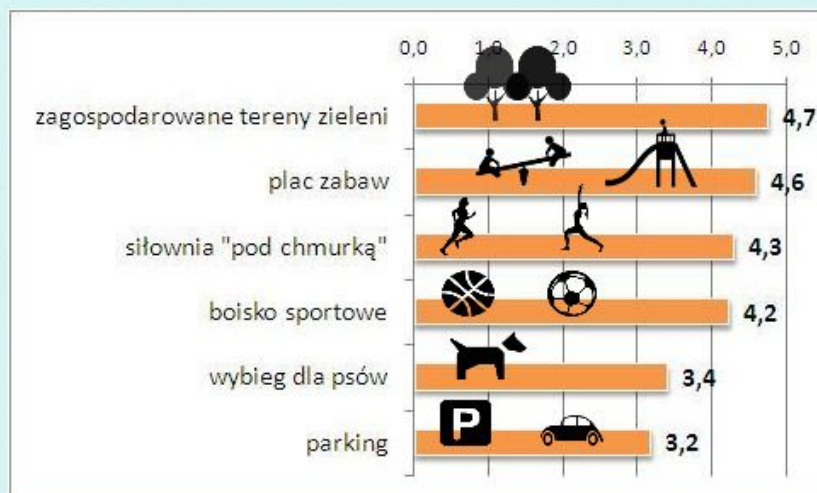 0,0 1,0 2,0 3,0 4,0 5,0
zagospodarowane tereny zieleni 4,7
plac zabaw 4,6
siłownia "pod chmurką" 4,3
boisko sportowe 4,2
wybieg dla psów 3,4
P
parking 3,2